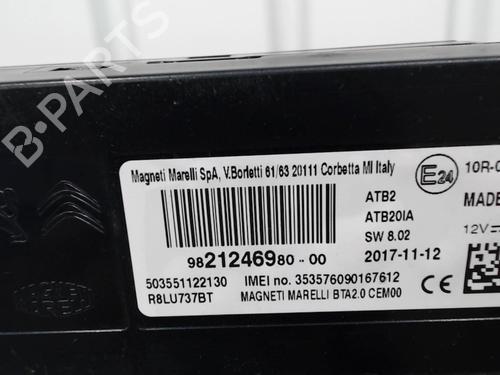 Magneti Marelli SpA, V.Borletti 61/63 20111 Corbetta MI Italy
E24
10R-0
ATB2
MADE
ATB20IA
SW 8.02
12V
9821246980-00
2017-11-12
503551122130
IMEI no. 353576090167612
R8LU737BT
MAGNETI MARELLI BTA2.0 CEM00
CE